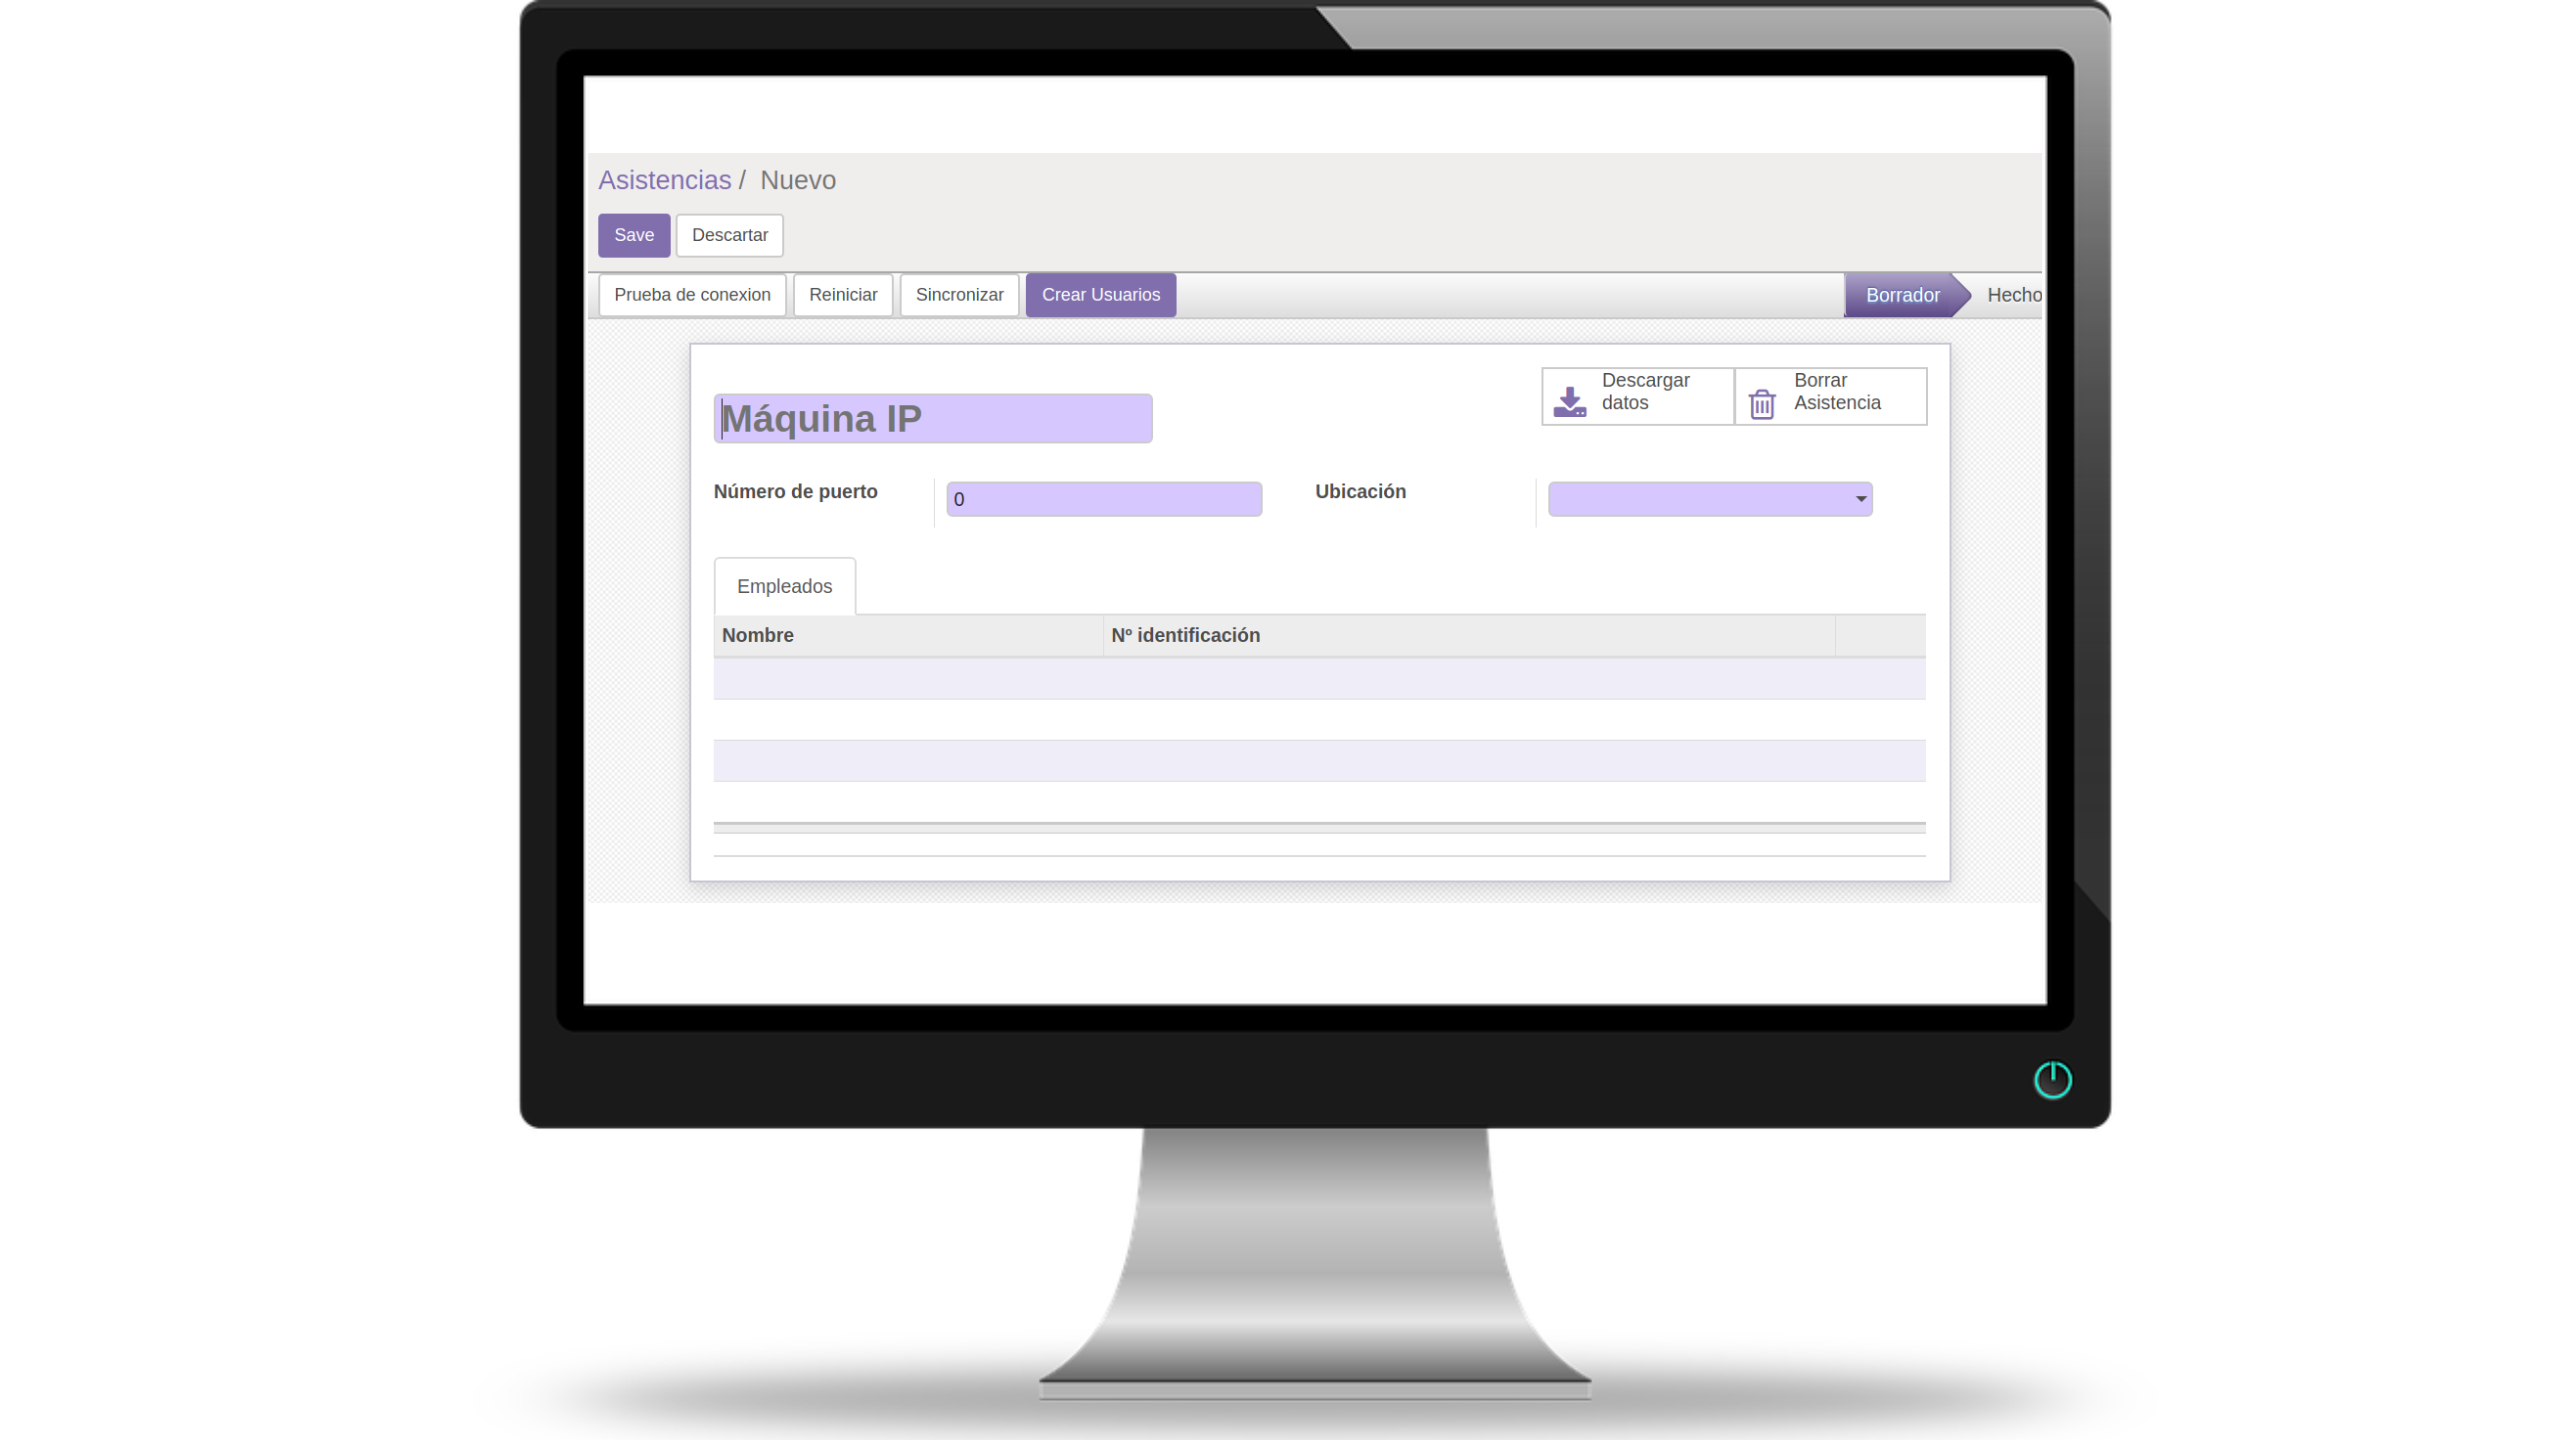 Asistencias / Nuevo
Save Descartar
Prueba de conexion Reiniciar Sincronizar Crear Usuarios Borrador Hecho
Descargar datos
Borrar Asistencia
Máquina IP
Número de puerto 0 Ubicación
Empleados
Nombre Nº identificación